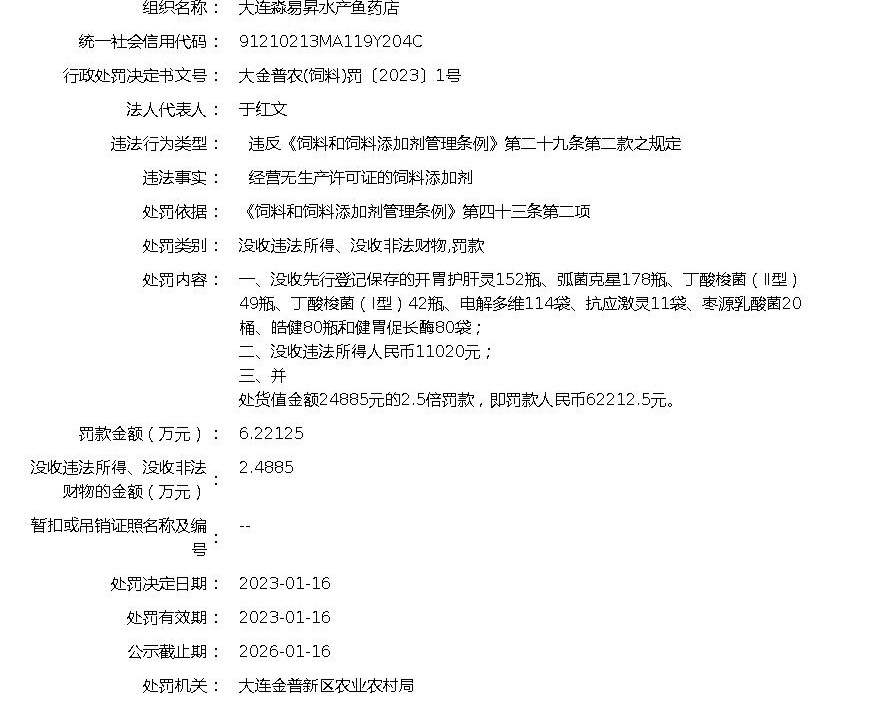 组织名称： 大连淼易昇水产鱼药店
统一社会信用代码： 91210213MA119Y204C
行政处罚决定书文号： 大金普农(饲料)罚〔2023〕1号
法人代表人： 于红文
违法行为类型： 违反《饲料和饲料添加剂管理条例》第二十九条第二款之规定
违法事实： 经营无生产许可证的饲料添加剂
处罚依据： 《饲料和饲料添加剂管理条例》第四十三条第二项
处罚类别： 没收违法所得、没收非法财物,罚款
处罚内容： 一、没收先行登记保存的开胃护肝灵152瓶、弧菌克星178瓶、丁酸梭菌（II型）
49瓶、丁酸梭菌（I型）42瓶、电解多维114袋、抗应激灵11袋、枣源乳酸菌20
桶、皓健80瓶和健胃促长酶80袋；
二、没收违法所得人民币11020元；
三、并
处货值金额24885元的2.5倍罚款，即罚款人民币62212.5元。
罚款金额（万元）： 6.22125
没收违法所得、没收非法
财物的金额（万元）： 2.4885
暂扣或吊销证照名称及编
号： --
处罚决定日期： 2023-01-16
处罚有效期： 2023-01-16
公示截止期： 2026-01-16
处罚机关： 大连金普新区农业农村局